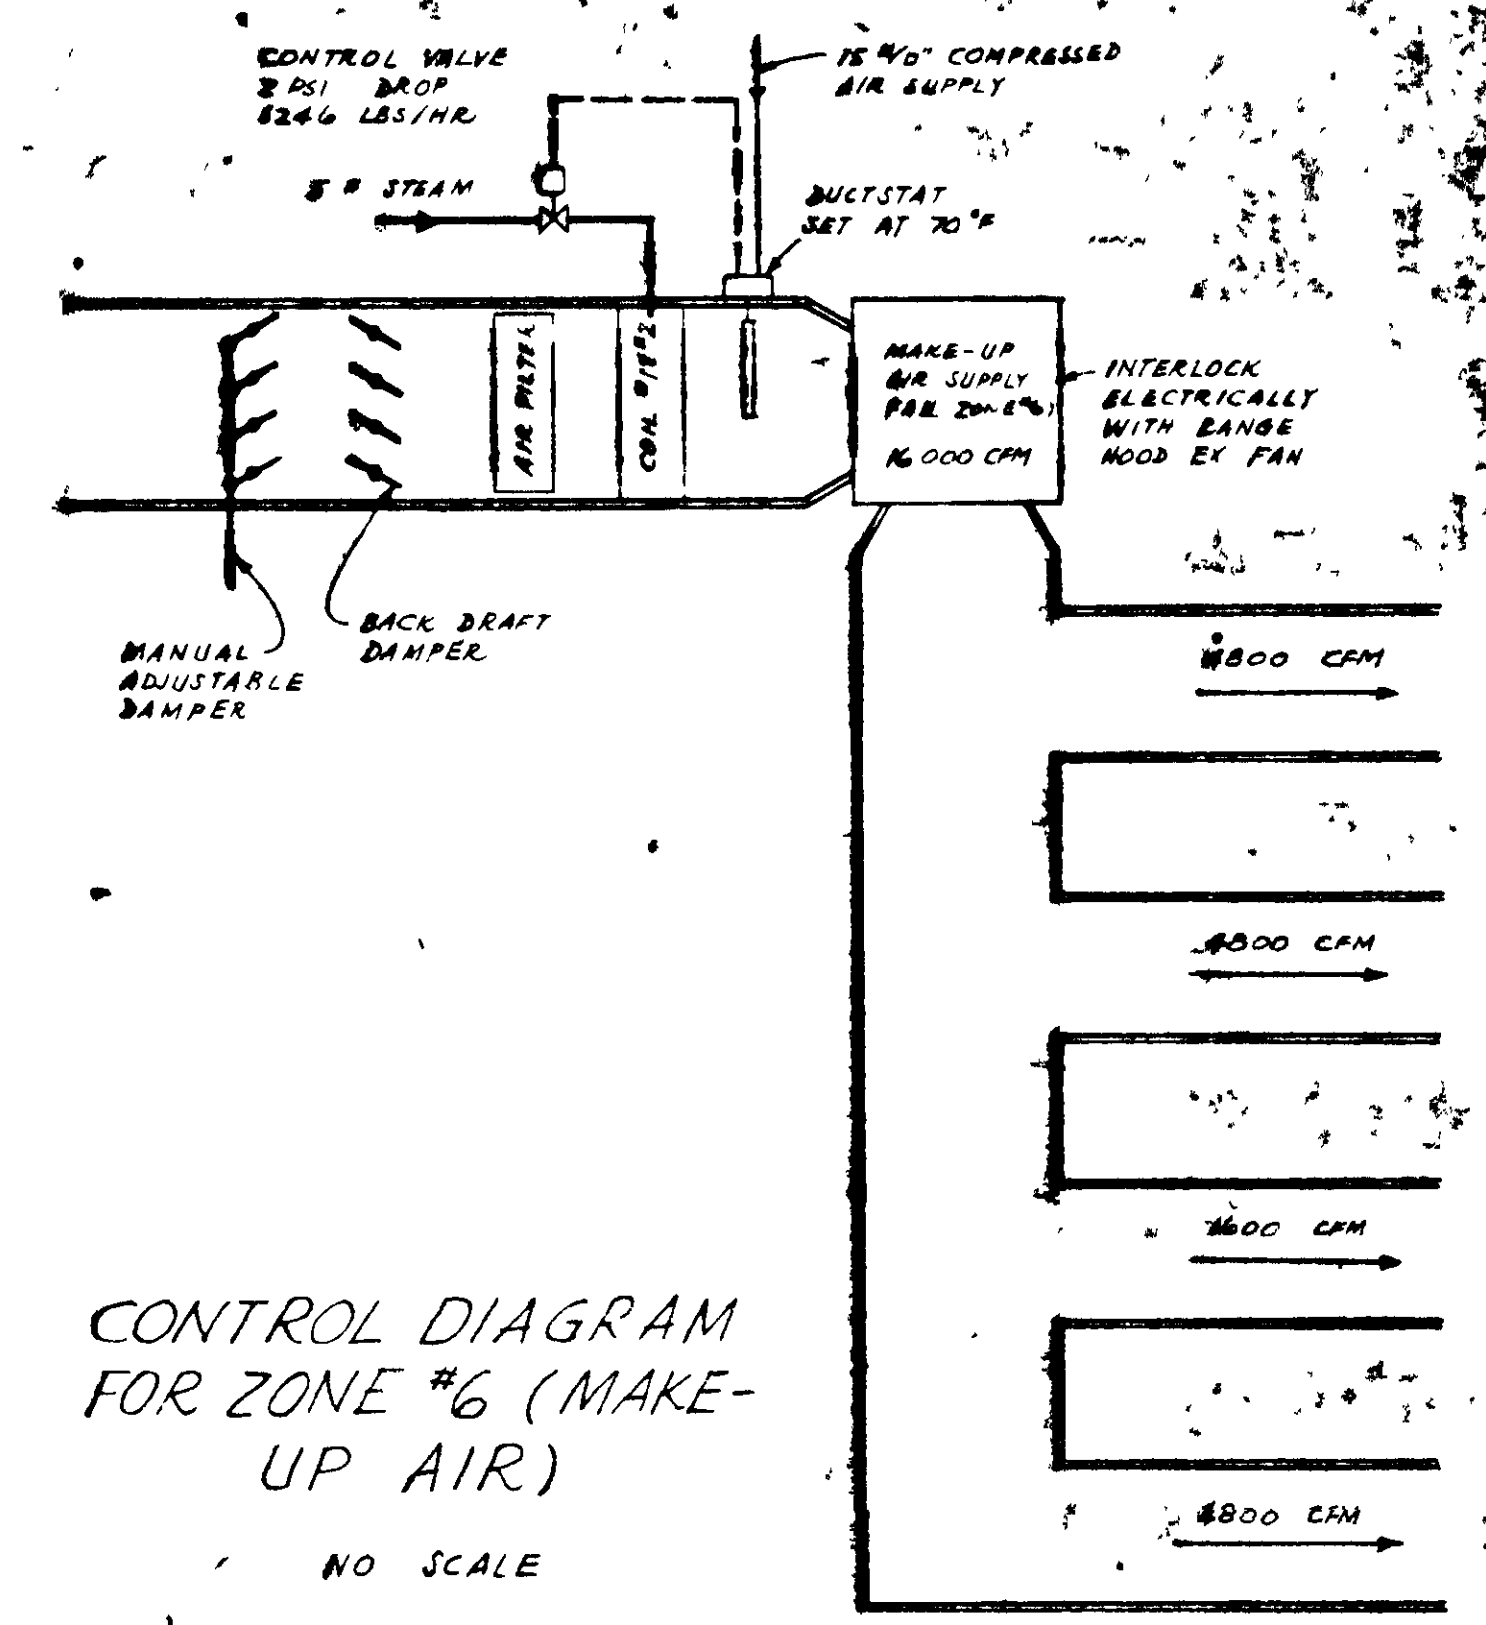 CONTROL VALVE
2 PSI DROP
LBS/HR
15 #/□" COMPRESSED
AIR SUPPLY
5 # STEAM
DUCTSTAT
SET AT 70°F
AIR FILTER
COIL
MAKE-UP
AIR SUPPLY
FAN ZONE #6
16 000 CFM
INTERLOCK
ELECTRICALLY
WITH RANGE
HOOD EX FAN
BACK DRAFT
DAMPER
MANUAL
ADJUSTABLE
DAMPER
4800 CFM
4800 CFM
1600 CFM
4800 CFM
CONTROL DIAGRAM
FOR ZONE #6 (MAKE-
UP AIR)
NO SCALE